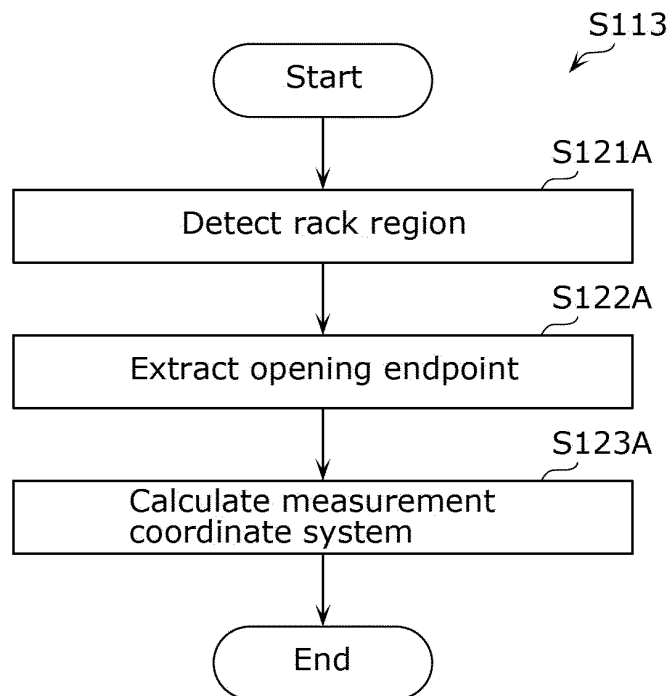 S113
Start
S121A
Detect rack region
S122A
Extract opening endpoint
S123A
Calculate measurement
coordinate system
End